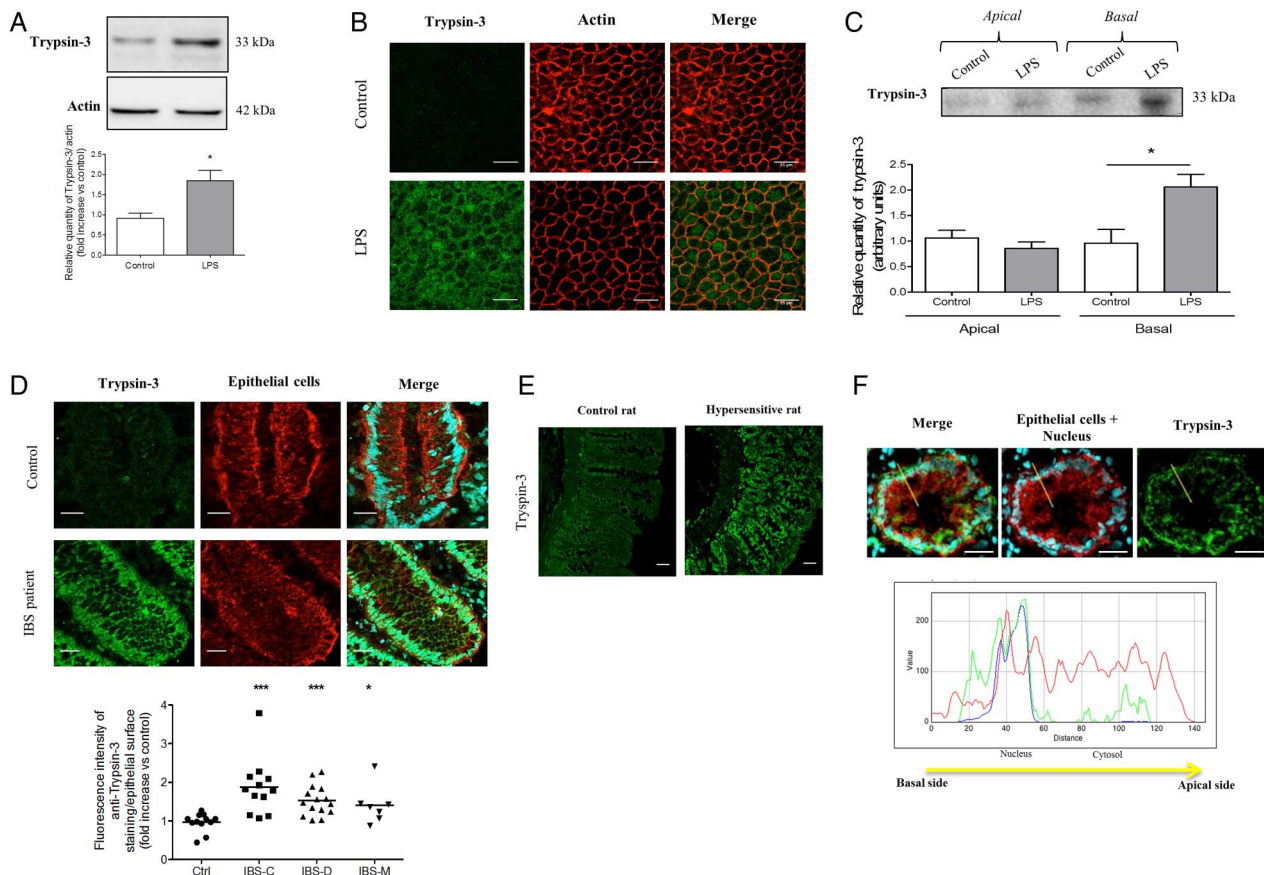 A
Trypsin-3
33 kDa
Actin
42 kDa
Relative quantity of Trypsin-3/ actin
(fold increase vs control)
2.5
2.0
1.5
1.0
0.5
0.0
*
Control
LPS
B
Trypsin-3
Actin
Merge
Control
LPS
C
Apical
Basal
Control
LPS
Control
LPS
Trypsin-3
33 kDa
Relative quantity of trypsin-3
(arbitrary units)
2.5
2.0
1.5
1.0
0.5
0.0
*
Control
LPS
Control
LPS
Apical
Basal
D
Trypsin-3
Epithelial cells
Merge
Control
IBS patient
Fluorescence intensity of
anti-Trypsin-3
staining/epithelial surface
(fold increase vs control)
4
3
2
1
0
***
***
*
Ctrl
IBS-C
IBS-D
IBS-M
E
Control rat
Hypersensitive rat
Tryspin-3
F
Merge
Epithelial cells +
Nucleus
Trypsin-3
Value
200
100
0
0
20
40
60
80
100
120
140
Distance
Nucleus
Cytosol
Basal side
Apical side